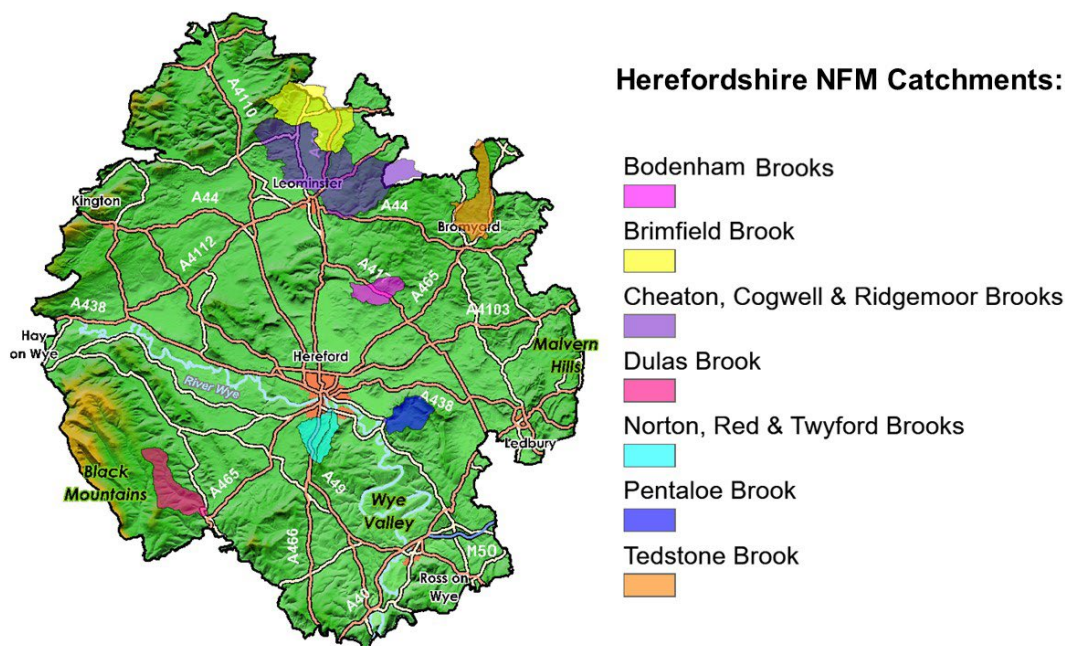 Herefordshire NFM Catchments:
Bodenham Brooks
Brimfield Brook
Cheaton, Cogwell & Ridgemoor Brooks
Dulas Brook
Norton, Red & Twyford Brooks
Pentaloe Brook
Tedstone Brook
A4110
Leominster
Kington
A44
A44
Bromyard
A4112
A465
A438
A4103
Hay
on Wye
River Wye
Hereford
Malvern
Hills
A438
Ledbury
Black
Mountains
A465
A49
Wye
Valley
A466
M50
Ross on
Wye
A40